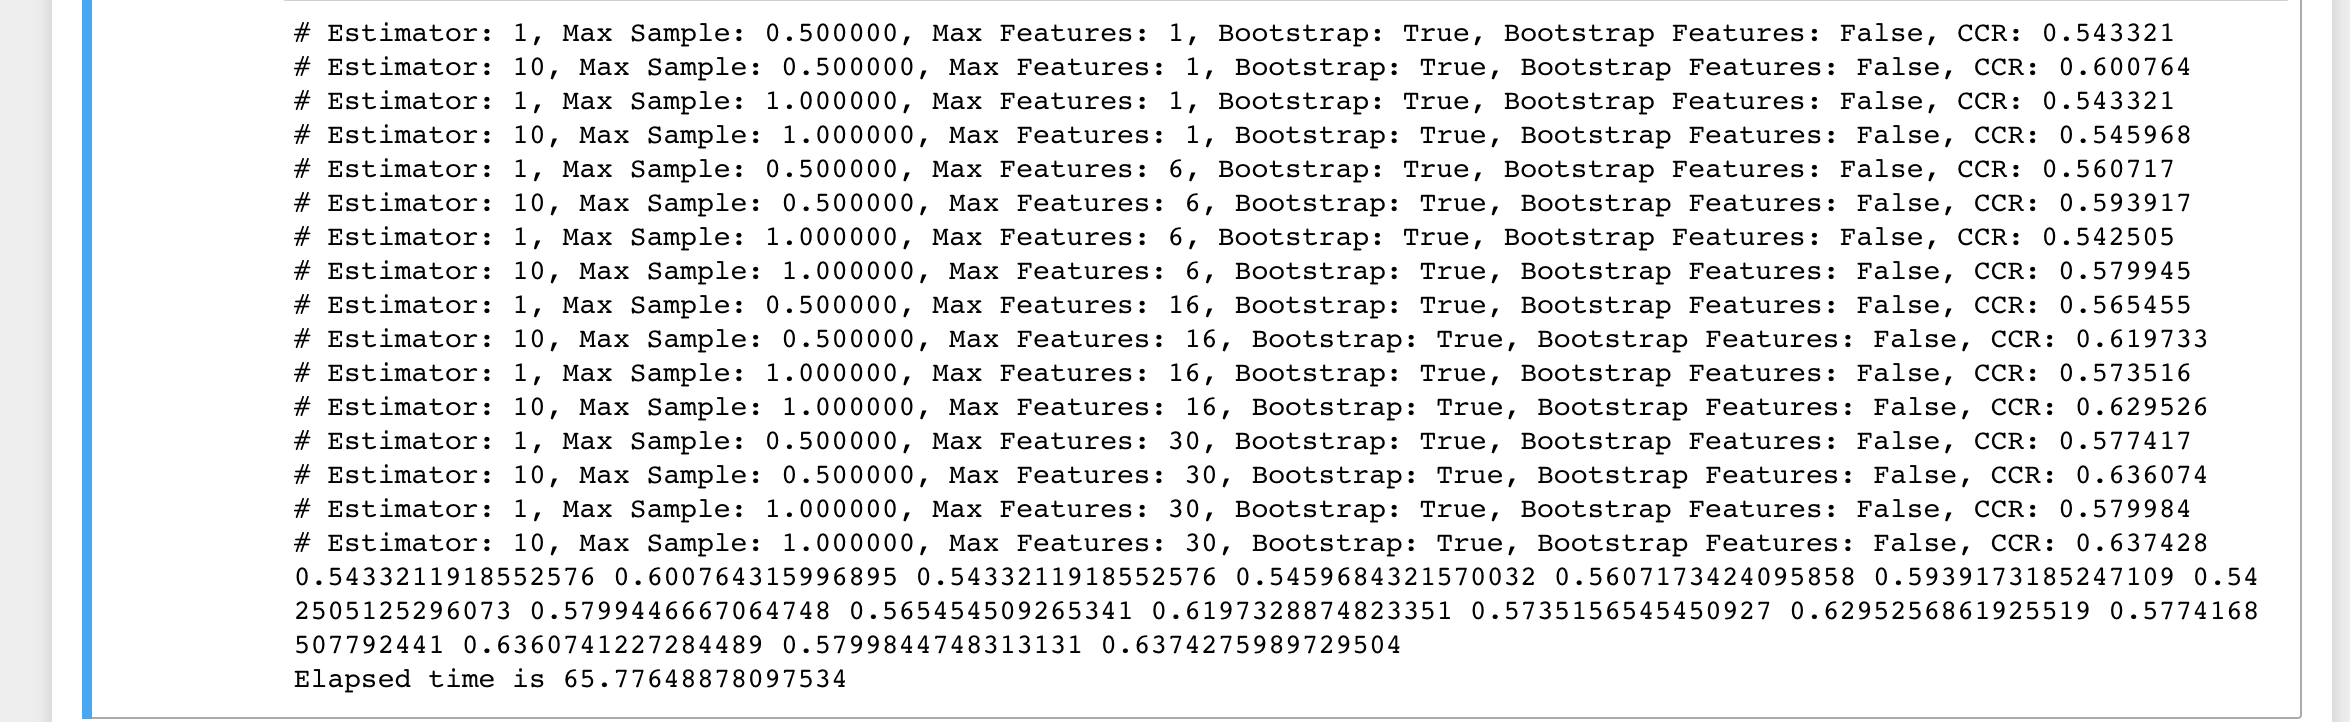 # Estimator: 1, Max Sample: 0.500000, Max Features: 1, Bootstrap: True, Bootstrap Features: False, CCR: 0.543321
# Estimator: 10, Max Sample: 0.500000, Max Features: 1, Bootstrap: True, Bootstrap Features: False, CCR: 0.600764
# Estimator: 1, Max Sample: 1.000000, Max Features: 1, Bootstrap: True, Bootstrap Features: False, CCR: 0.543321
# Estimator: 10, Max Sample: 1.000000, Max Features: 1, Bootstrap: True, Bootstrap Features: False, CCR: 0.545968
# Estimator: 1, Max Sample: 0.500000, Max Features: 6, Bootstrap: True, Bootstrap Features: False, CCR: 0.560717
# Estimator: 10, Max Sample: 0.500000, Max Features: 6, Bootstrap: True, Bootstrap Features: False, CCR: 0.593917
# Estimator: 1, Max Sample: 1.000000, Max Features: 6, Bootstrap: True, Bootstrap Features: False, CCR: 0.542505
# Estimator: 10, Max Sample: 1.000000, Max Features: 6, Bootstrap: True, Bootstrap Features: False, CCR: 0.579945
# Estimator: 1, Max Sample: 0.500000, Max Features: 16, Bootstrap: True, Bootstrap Features: False, CCR: 0.565455
# Estimator: 10, Max Sample: 0.500000, Max Features: 16, Bootstrap: True, Bootstrap Features: False, CCR: 0.619733
# Estimator: 1, Max Sample: 1.000000, Max Features: 16, Bootstrap: True, Bootstrap Features: False, CCR: 0.573516
# Estimator: 10, Max Sample: 1.000000, Max Features: 16, Bootstrap: True, Bootstrap Features: False, CCR: 0.629526
# Estimator: 1, Max Sample: 0.500000, Max Features: 30, Bootstrap: True, Bootstrap Features: False, CCR: 0.577417
# Estimator: 10, Max Sample: 0.500000, Max Features: 30, Bootstrap: True, Bootstrap Features: False, CCR: 0.636074
# Estimator: 1, Max Sample: 1.000000, Max Features: 30, Bootstrap: True, Bootstrap Features: False, CCR: 0.579984
# Estimator: 10, Max Sample: 1.000000, Max Features: 30, Bootstrap: True, Bootstrap Features: False, CCR: 0.637428
0.5433211918552576 0.600764315996895 0.5433211918552576 0.5459684321570032 0.5607173424095858 0.5939173185247109 0.54
2505125296073 0.5799446667064748 0.565454509265341 0.6197328874823351 0.5735156545450927 0.6295256861925519 0.5774168
507792441 0.6360741227284489 0.5799844748313131 0.6374275989729504
Elapsed time is 65.77648878097534